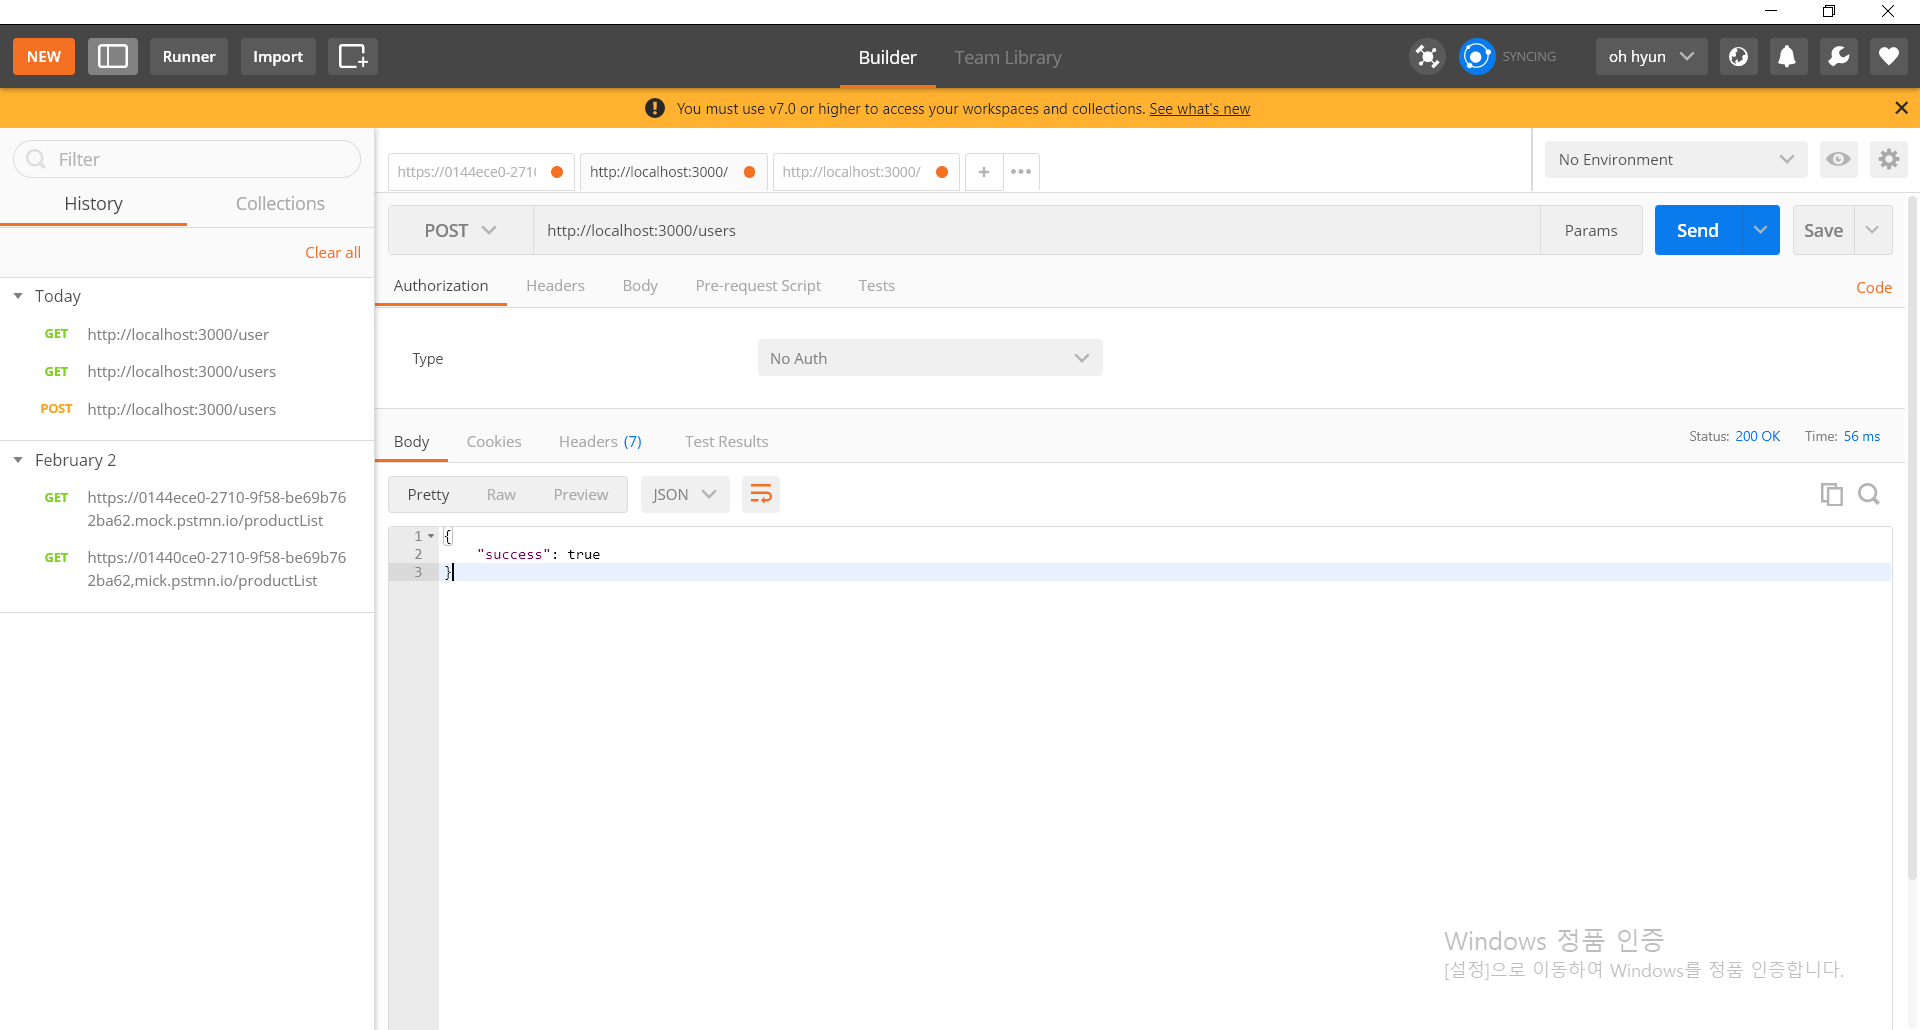 NEW Runner Import Builder Team Library SYNCING oh hyun
You must use v7.0 or higher to access your workspaces and collections. See what's new
Filter
History Collections
Clear all
Today
GET http://localhost:3000/user
GET http://localhost:3000/users
POST http://localhost:3000/users
February 2
GET https://0144ece0-2710-9f58-be69b76
2ba62.mock.pstmn.io/productList
GET https://01440ce0-2710-9f58-be69b76
2ba62,mick.pstmn.io/productList
https://0144ece0-271 http://localhost:3000/ http://localhost:3000/ + •••
No Environment
POST http://localhost:3000/users Params Send Save
Authorization Headers Body Pre-request Script Tests Code
Type No Auth
Body Cookies Headers (7) Test Results Status: 200 OK Time: 56 ms
Pretty Raw Preview JSON
1 {
2 "success": true
3 }
Windows 정품 인증
[설정]으로 이동하여 Windows를 정품 인증합니다.